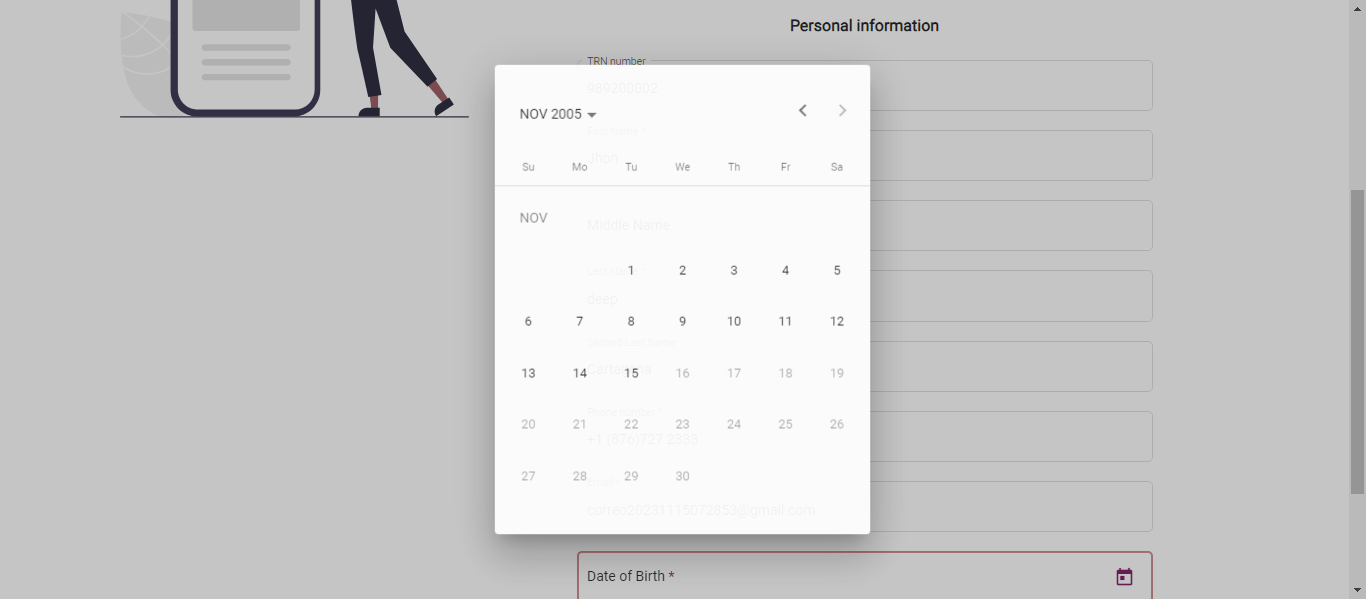 Personal information
TRN number
989200002
NOV 2005
First Name *
Jhon
Su Mo Tu We Th Fr Sa
NOV
Middle Name
1 2 3 4 5
Last Name *
deep
6 7 8 9 10 11 12
Second Last Name
Cartagena
13 14 15 16 17 18 19
Phone number *
20 21 22 23 24 25 26
+1 (876)727 2333
27 28 29 30
Email *
correo20231115072853@gmail.com
Date of Birth *